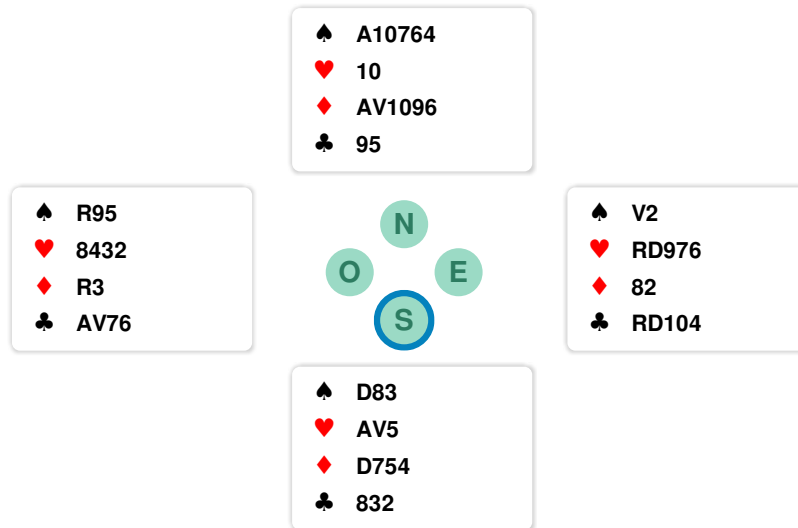 ♠ A10764
♥ 10
♦ AV1096
♣ 95
♠ R95
♥ 8432
♦ R3
♣ AV76
N
O E
S
♠ V2
♥ RD976
♦ 82
♣ RD104
♠ D83
♥ AV5
♦ D754
♣ 832